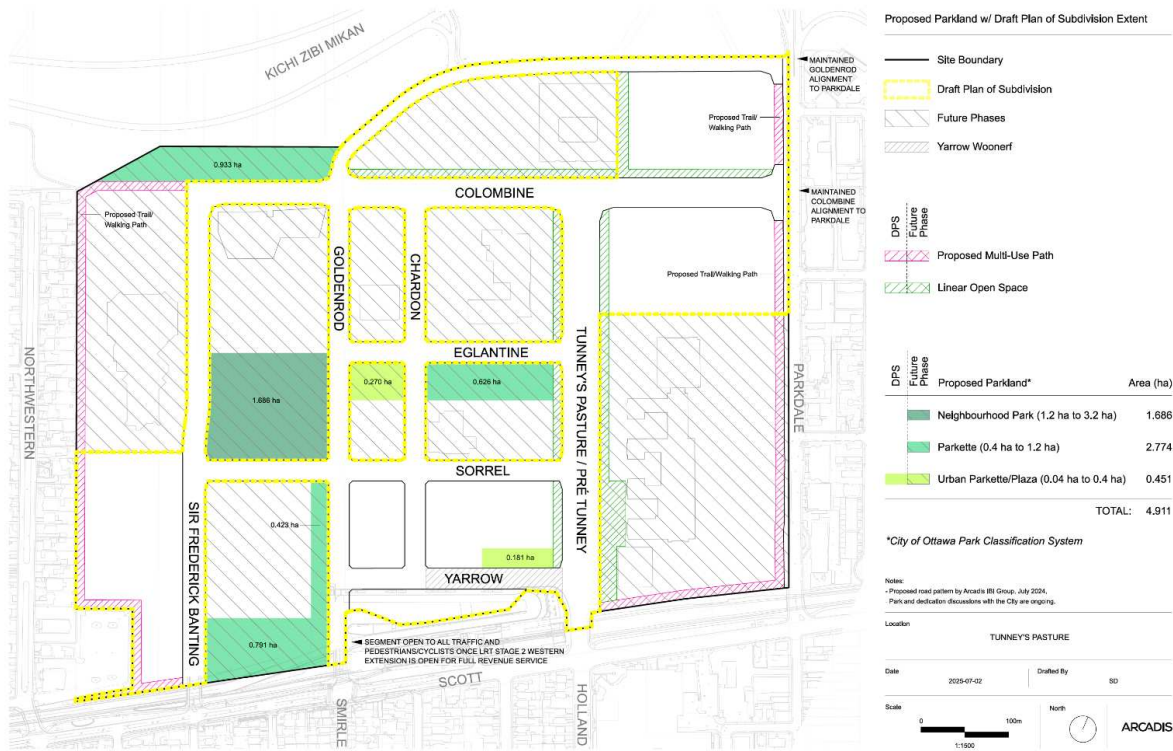 KICHI ZIBI MIKAN
MAINTAINED
GOLDENROD
ALIGNMENT
TO PARKDALE
Proposed Trail/
Walking Path
0.933 ha
COLOMBINE
MAINTAINED
COLOMBINE
ALIGNMENT TO
PARKDALE
Proposed Trail/
Walking Path
GOLDENROD
CHARDON
Proposed Trail/Walking Path
NORTHWESTERN
EGLANTINE
TUNNEY'S PASTURE / PRÉ TUNNEY
PARKDALE
1.686 ha
0.270 ha
0.626 ha
SORREL
SIR FREDERICK BANTING
0.423 ha
0.181 ha
YARROW
0.791 ha
SEGMENT OPEN TO ALL TRAFFIC AND
PEDESTRIANS/CYCLISTS ONCE LRT STAGE 2 WESTERN
EXTENSION IS OPEN FOR FULL REVENUE SERVICE
SCOTT
SMIRLE
HOLLAND
Proposed Parkland w/ Draft Plan of Subdivision Extent
Site Boundary
Draft Plan of Subdivision
Future Phases
Yarrow Woonerf
DPS
Future
Phase
Proposed Multi-Use Path
Linear Open Space
DPS
Future
Phase
Proposed Parkland* Area (ha)
Neighbourhood Park (1.2 ha to 3.2 ha) 1.686
Parkette (0.4 ha to 1.2 ha) 2.774
Urban Parkette/Plaza (0.04 ha to 0.4 ha) 0.451
TOTAL: 4.911
*City of Ottawa Park Classification System
Notes:
- Proposed road pattern by Arcadis IBI Group, July 2024,
Park and dedication discussions with the City are ongoing.
Location
TUNNEY'S PASTURE
Date
2025-07-02
Drafted By
SD
Scale
0 100m
1:1500
North
ARCADIS